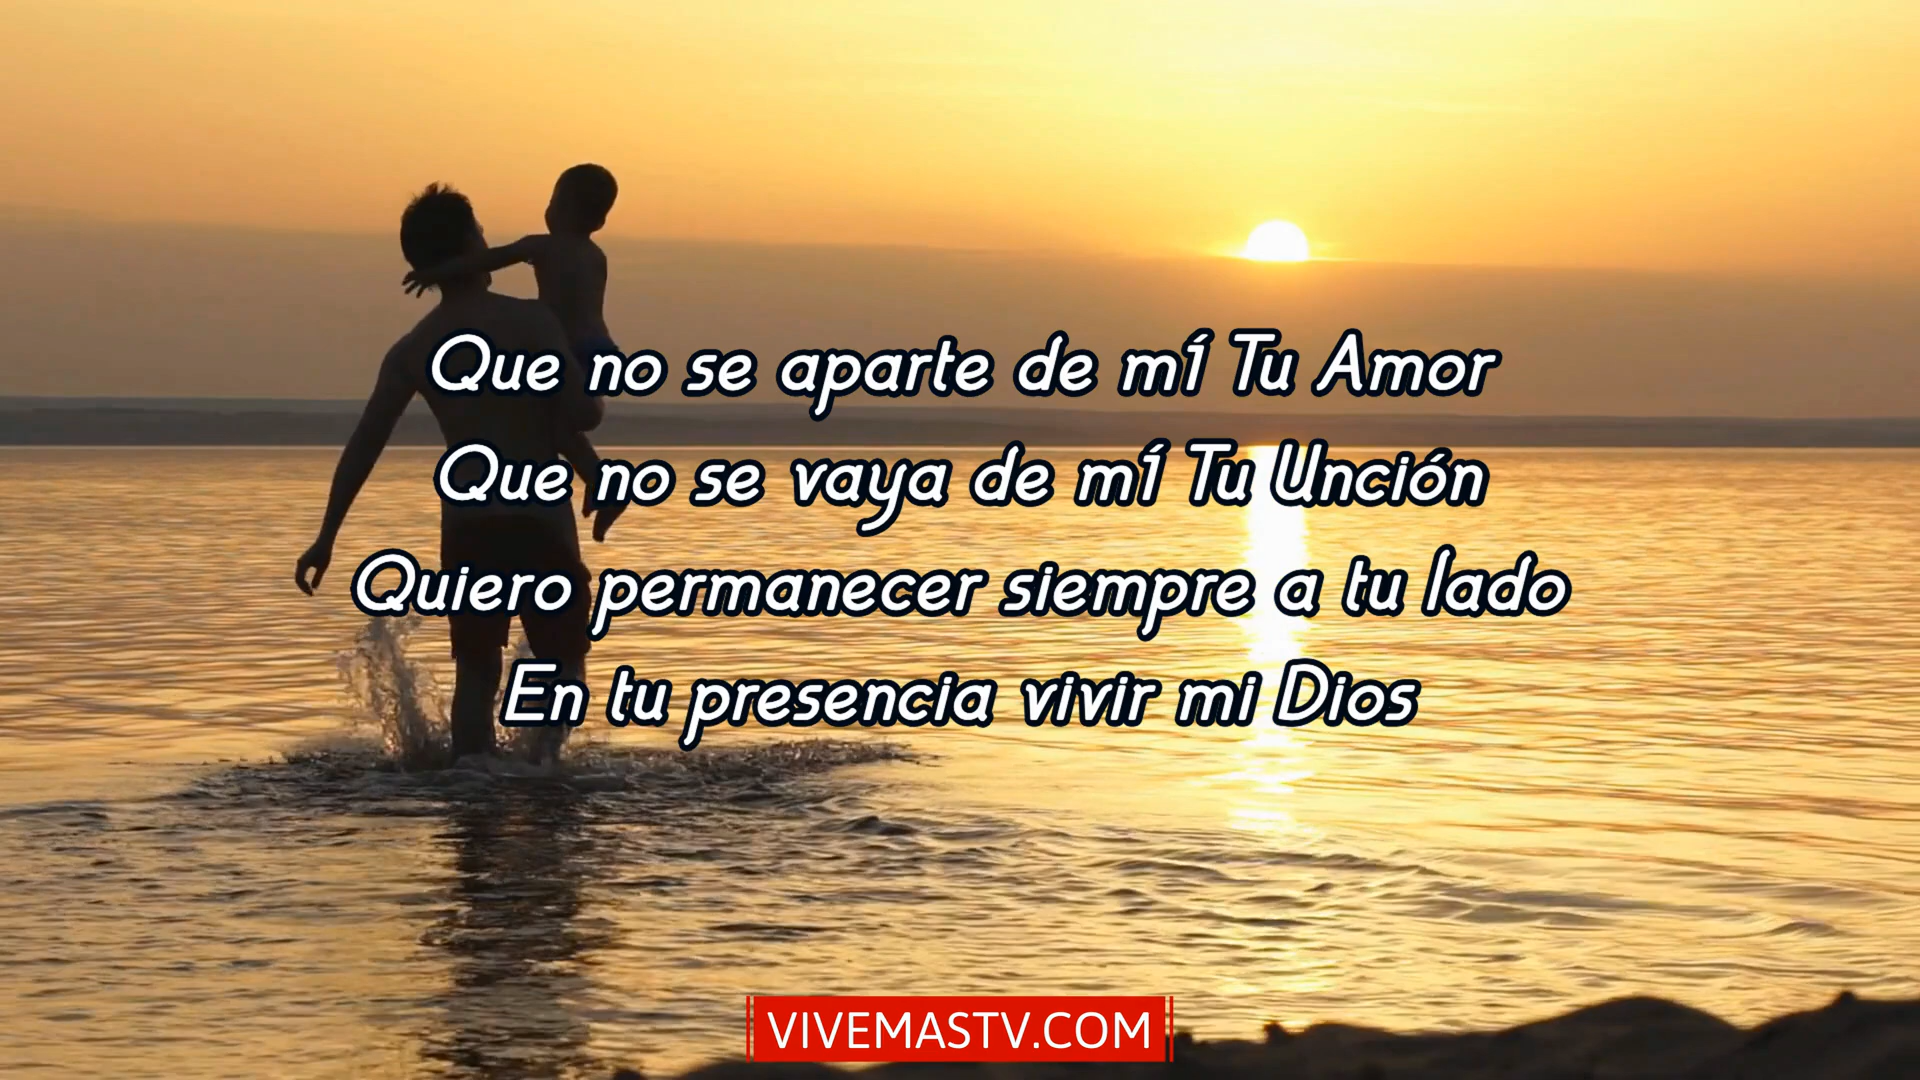 Que no se aparte de mí Tu Amor
Que no se vaya de mí Tu Unción
Quiero permanecer siempre a tu lado
En tu presencia vivir mi Dios
VIVEMASTV.COM